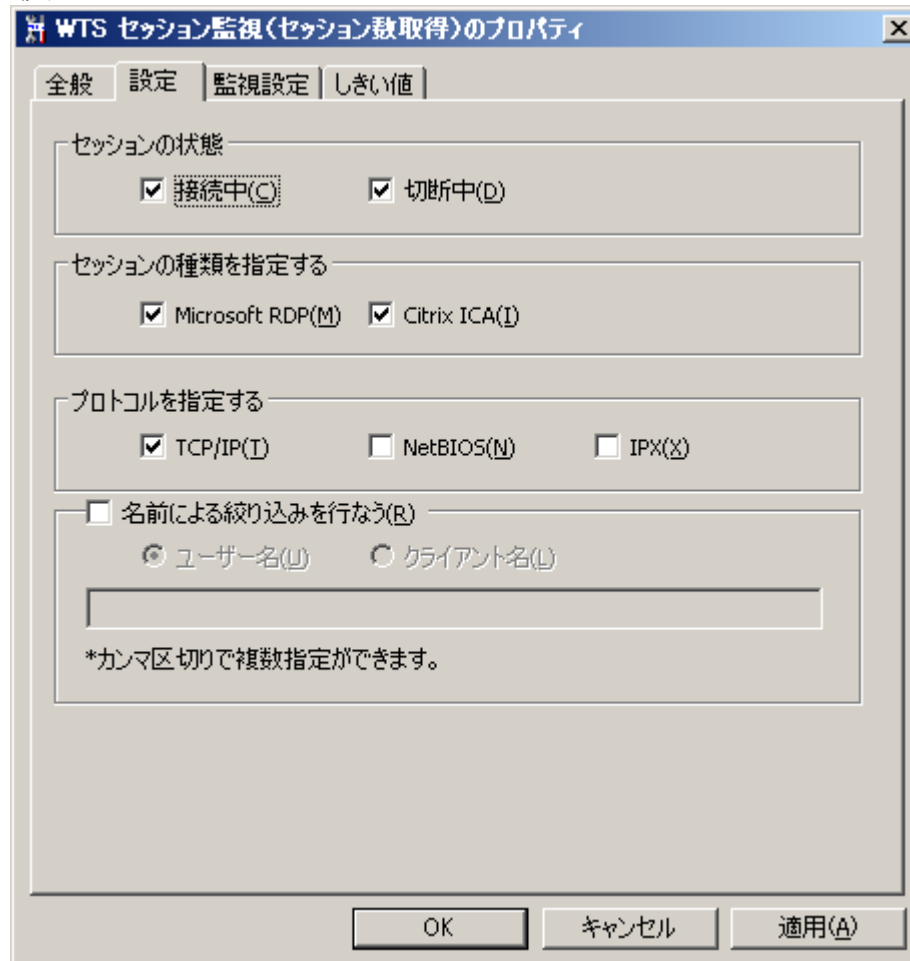 WTS セッション監視(セッション数取得)のプロパティ
全般 設定 監視設定 しきい値
セッションの状態
接続中(C) 切断中(D)
セッションの種類を指定する
Microsoft RDP(M) Citrix ICA(I)
プロトコルを指定する
TCP/IP(T) NetBIOS(N) IPX(X)
名前による絞り込みを行なう(R)
ユーザー名(U) クライアント名(L)
*カンマ区切りで複数指定ができます。
OK キャンセル 適用(A)